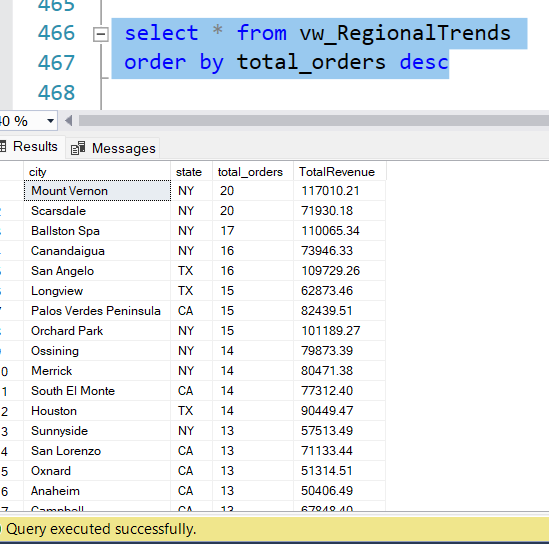 465
466 select * from vw_RegionalTrends
467 order by total_orders desc
468
40 %
Results Messages
city state total_orders TotalRevenue
Mount Vernon NY 20 117010.21
2 Scarsdale NY 20 71930.18
Ballston Spa NY 17 110065.34
Canandaigua NY 16 73946.33
San Angelo TX 16 109729.26
Longview TX 15 62873.46
7 Palos Verdes Peninsula CA 15 82439.51
Orchard Park NY 15 101189.27
Ossining NY 14 79873.39
0 Merrick NY 14 80471.38
1 South El Monte CA 14 77312.40
2 Houston TX 14 90449.47
3 Sunnyside NY 13 57513.49
4 San Lorenzo CA 13 71133.44
5 Oxnard CA 13 51314.51
6 Anaheim CA 13 50406.49
7 Campbell CA 13 67848.40
Query executed successfully.